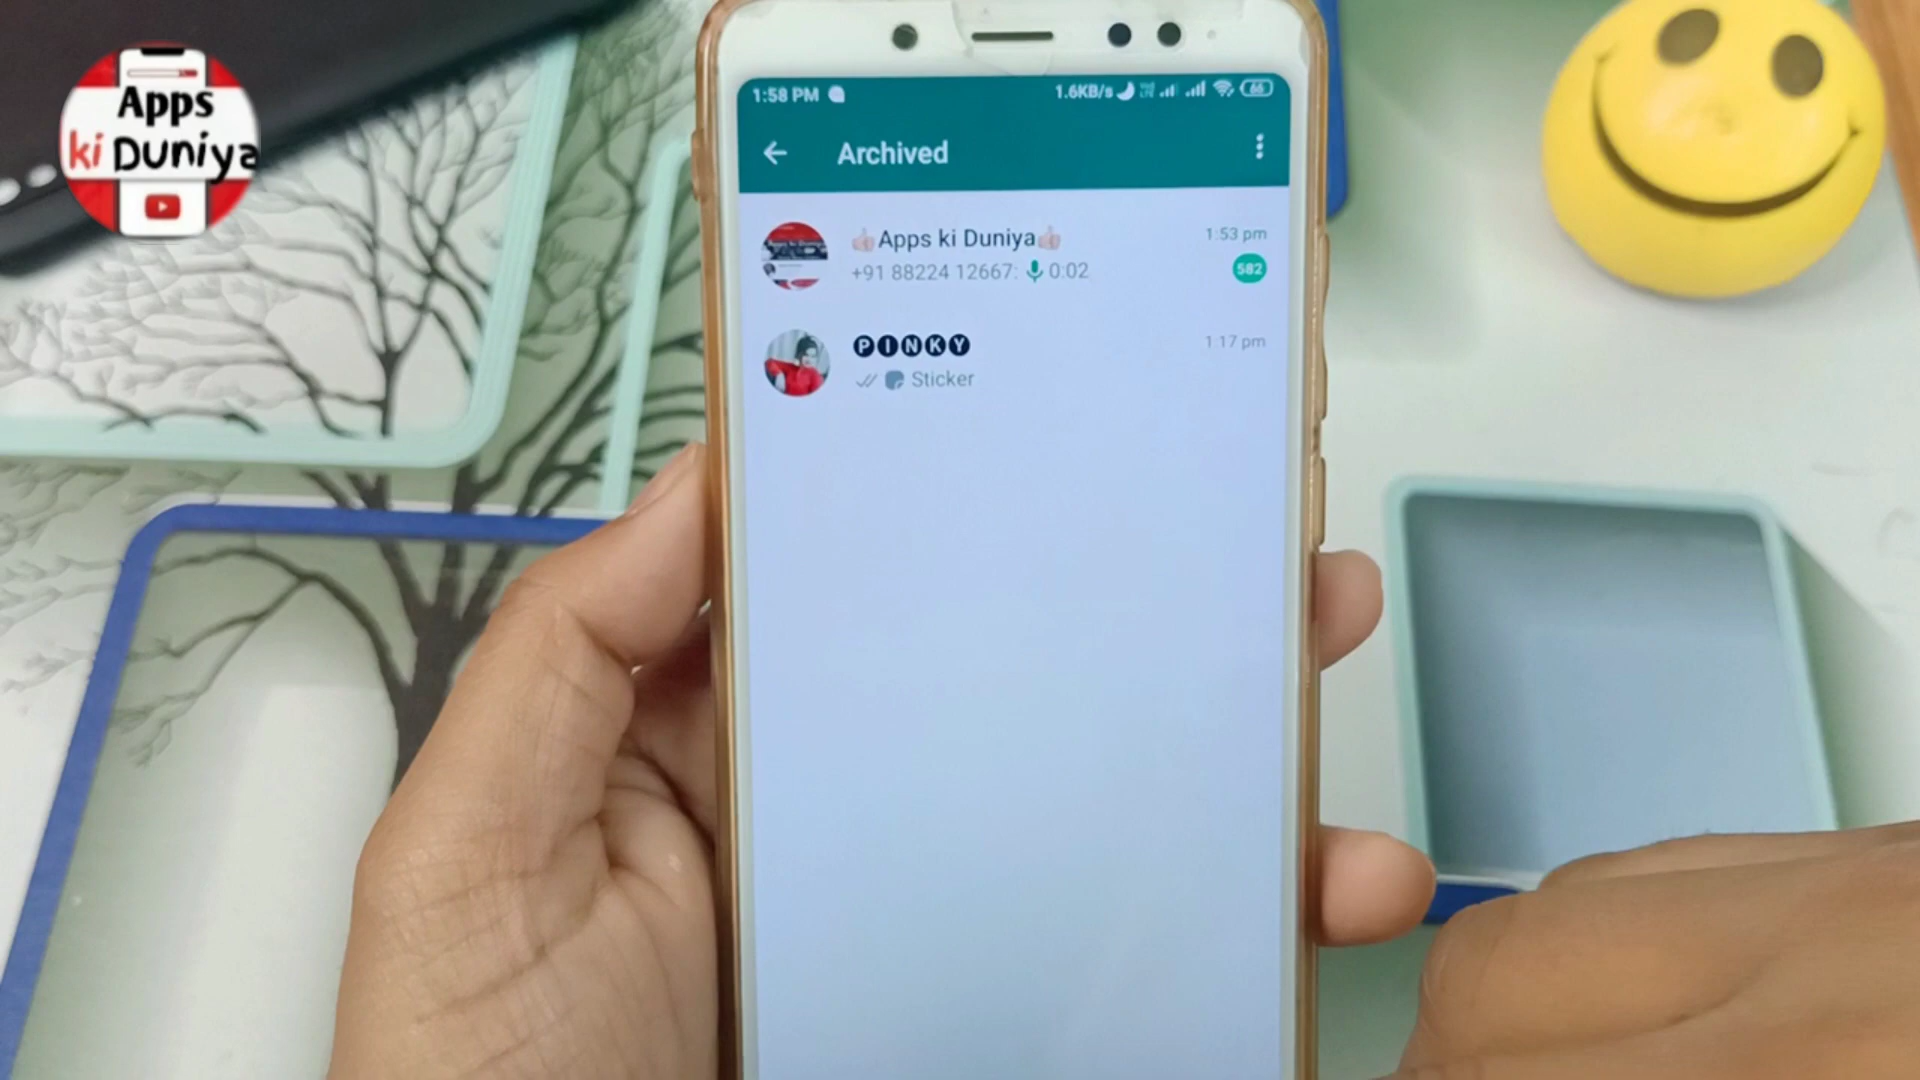 Apps
ki Duniya
1:58 PM 1.6KB/s 66
Archived
👍Apps ki Duniya👍 1:53 pm
+91 88224 12667: 0:02 582
🅟🅘🅝🅚🅨 1:17 pm
Sticker